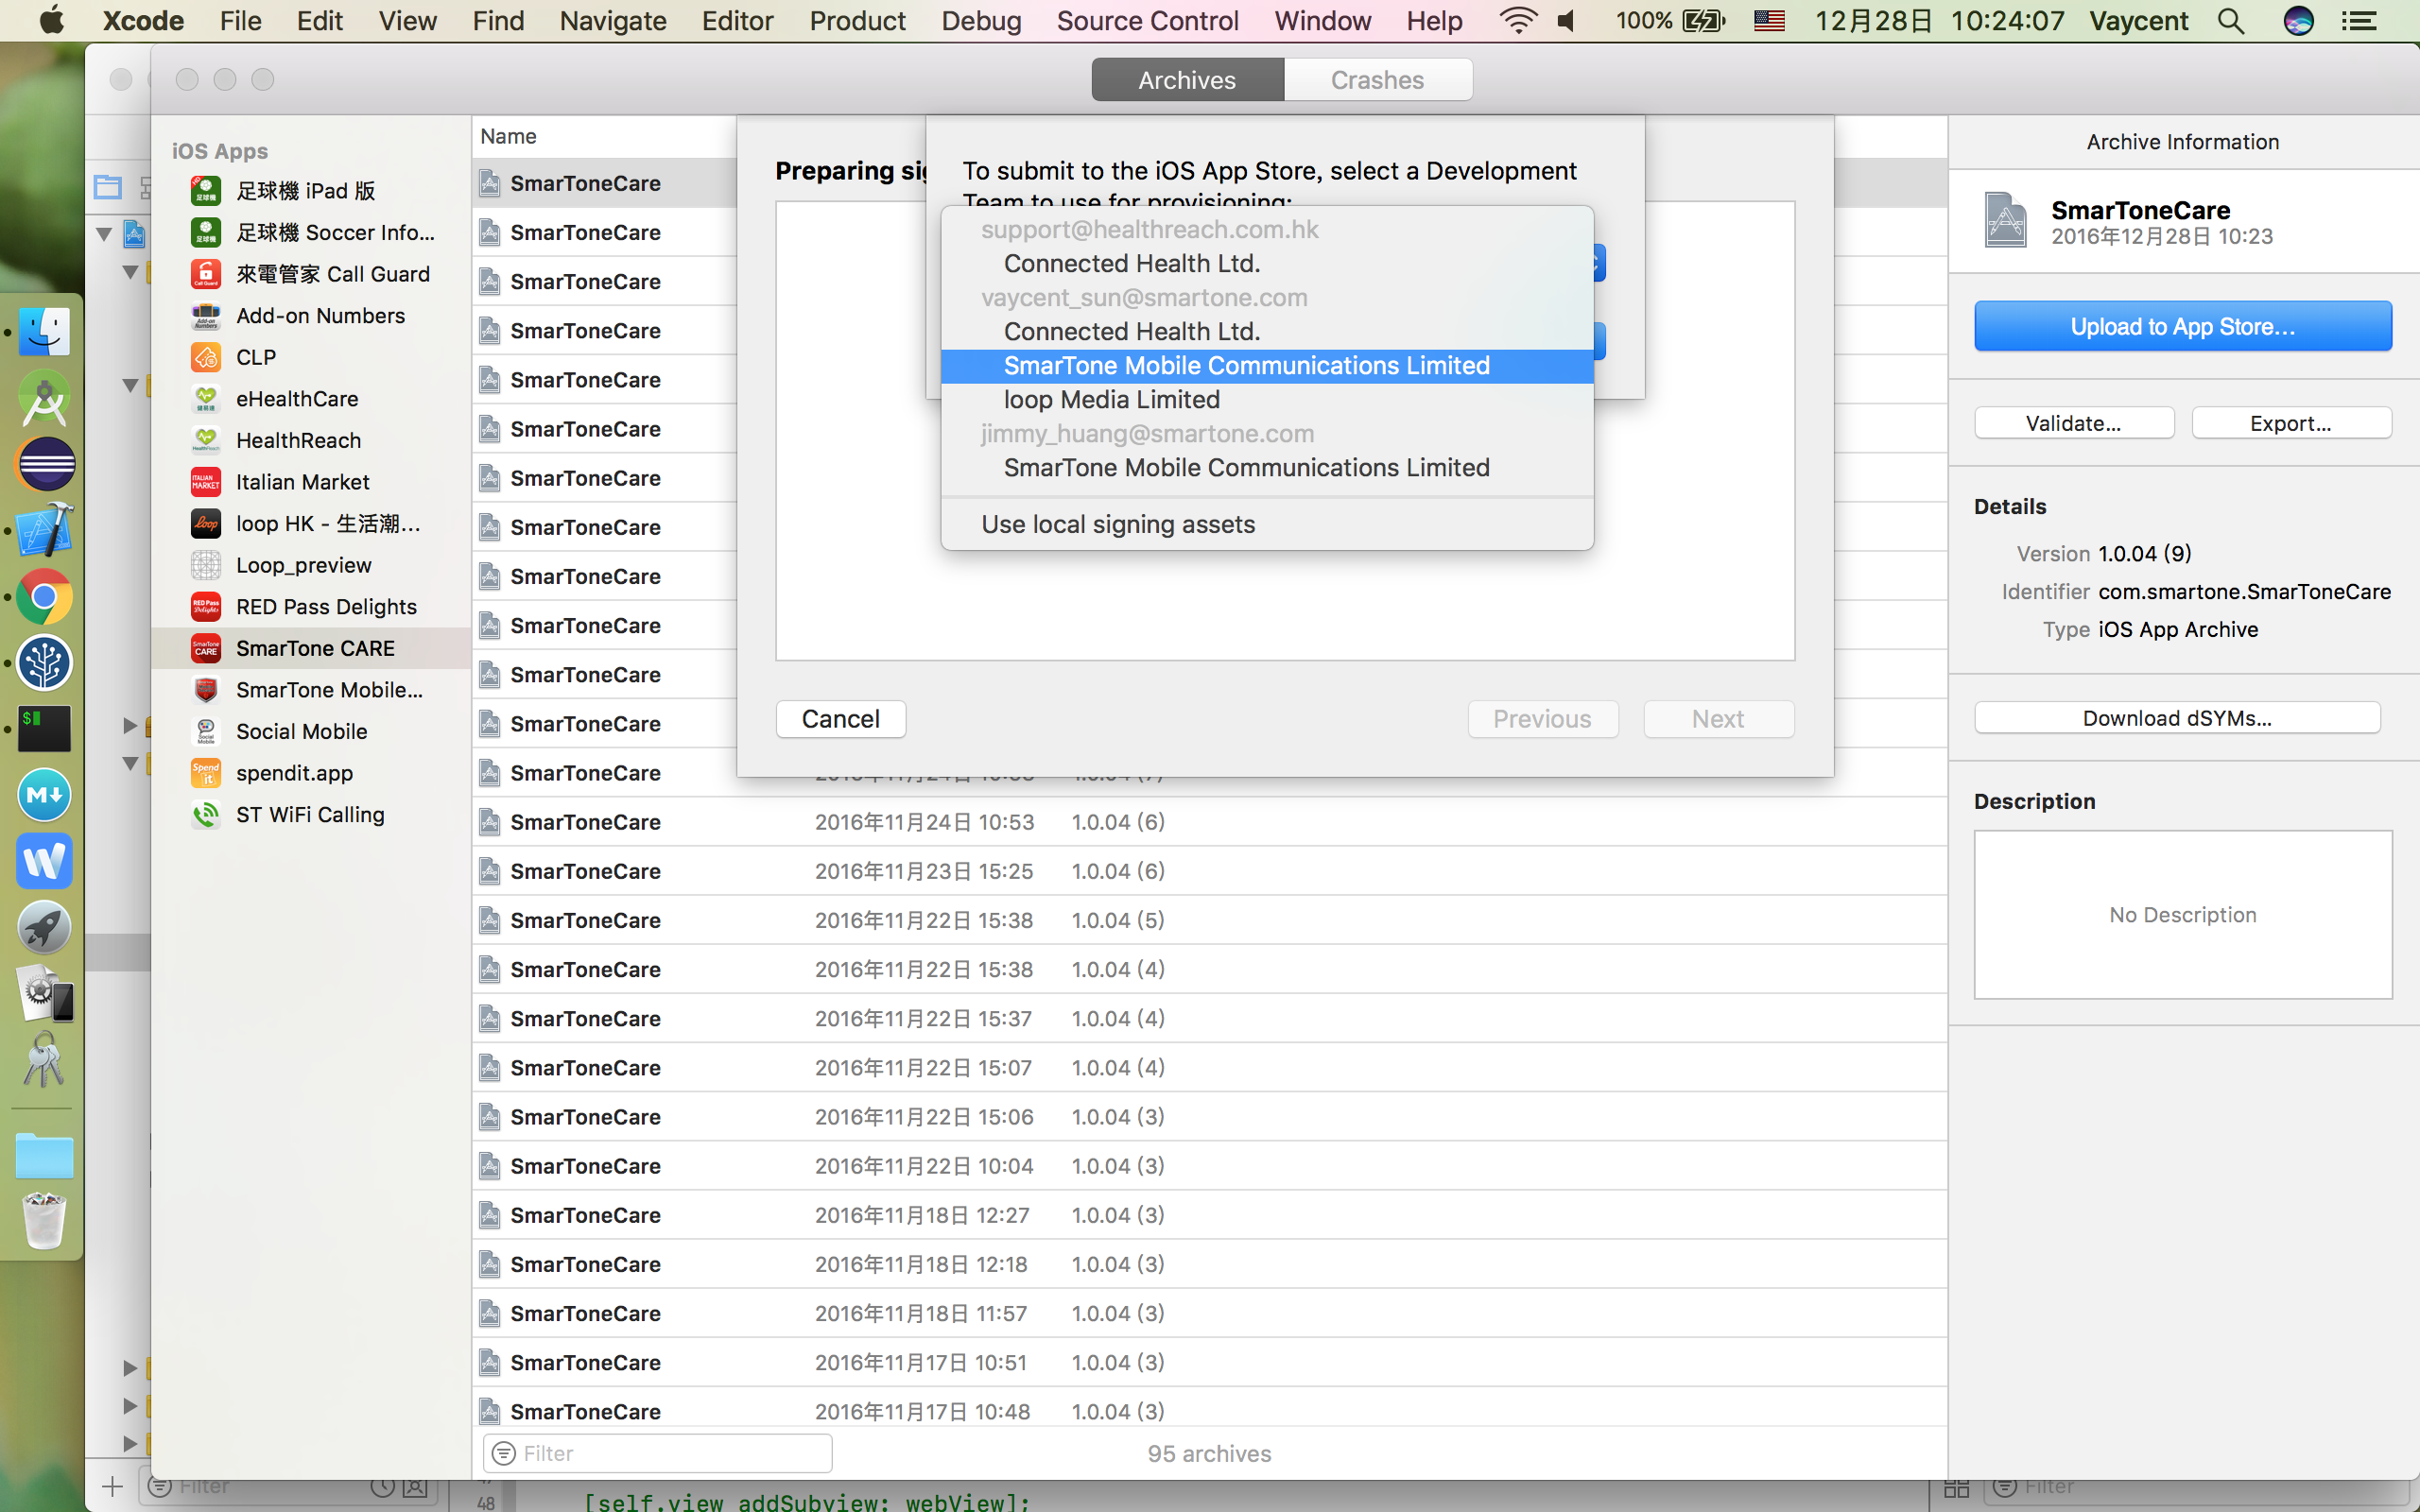 Xcode File Edit View Find Navigate Editor Product Debug Source Control Window Help 100% 12月28日 10:24:07 Vaycent
Archives Crashes
iOS Apps
足球機 iPad 版
足球機 Soccer Info...
來電管家 Call Guard
Add-on Numbers
CLP
eHealthCare
HealthReach
Italian Market
loop HK - 生活潮...
Loop_preview
RED Pass Delights
SmarTone CARE
SmarTone Mobile...
Social Mobile
spendit.app
ST WiFi Calling
Name
SmarToneCare
SmarToneCare
SmarToneCare
SmarToneCare
SmarToneCare
SmarToneCare
SmarToneCare
SmarToneCare
SmarToneCare
SmarToneCare
SmarToneCare
SmarToneCare
SmarToneCare
SmarToneCare 2016年11月24日 10:53 1.0.04 (6)
SmarToneCare 2016年11月23日 15:25 1.0.04 (6)
SmarToneCare 2016年11月22日 15:38 1.0.04 (5)
SmarToneCare 2016年11月22日 15:38 1.0.04 (4)
SmarToneCare 2016年11月22日 15:37 1.0.04 (4)
SmarToneCare 2016年11月22日 15:07 1.0.04 (4)
SmarToneCare 2016年11月22日 15:06 1.0.04 (3)
SmarToneCare 2016年11月22日 10:04 1.0.04 (3)
SmarToneCare 2016年11月18日 12:27 1.0.04 (3)
SmarToneCare 2016年11月18日 12:18 1.0.04 (3)
SmarToneCare 2016年11月18日 11:57 1.0.04 (3)
SmarToneCare 2016年11月17日 10:51 1.0.04 (3)
SmarToneCare 2016年11月17日 10:48 1.0.04 (3)
Filter
95 archives
Preparing
To submit to the iOS App Store, select a Development
Team to use for provisioning:
support@healthreach.com.hk
Connected Health Ltd.
vaycent_sun@smartone.com
Connected Health Ltd.
SmarTone Mobile Communications Limited
loop Media Limited
jimmy_huang@smartone.com
SmarTone Mobile Communications Limited
Use local signing assets
Cancel Previous Next
Archive Information
SmarToneCare
2016年12月28日 10:23
Upload to App Store...
Validate... Export...
Details
Version 1.0.04 (9)
Identifier com.smartone.SmarToneCare
Type iOS App Archive
Download dSYMs...
Description
No Description
Filter
48 [self.view addSubview: webView];
Filter